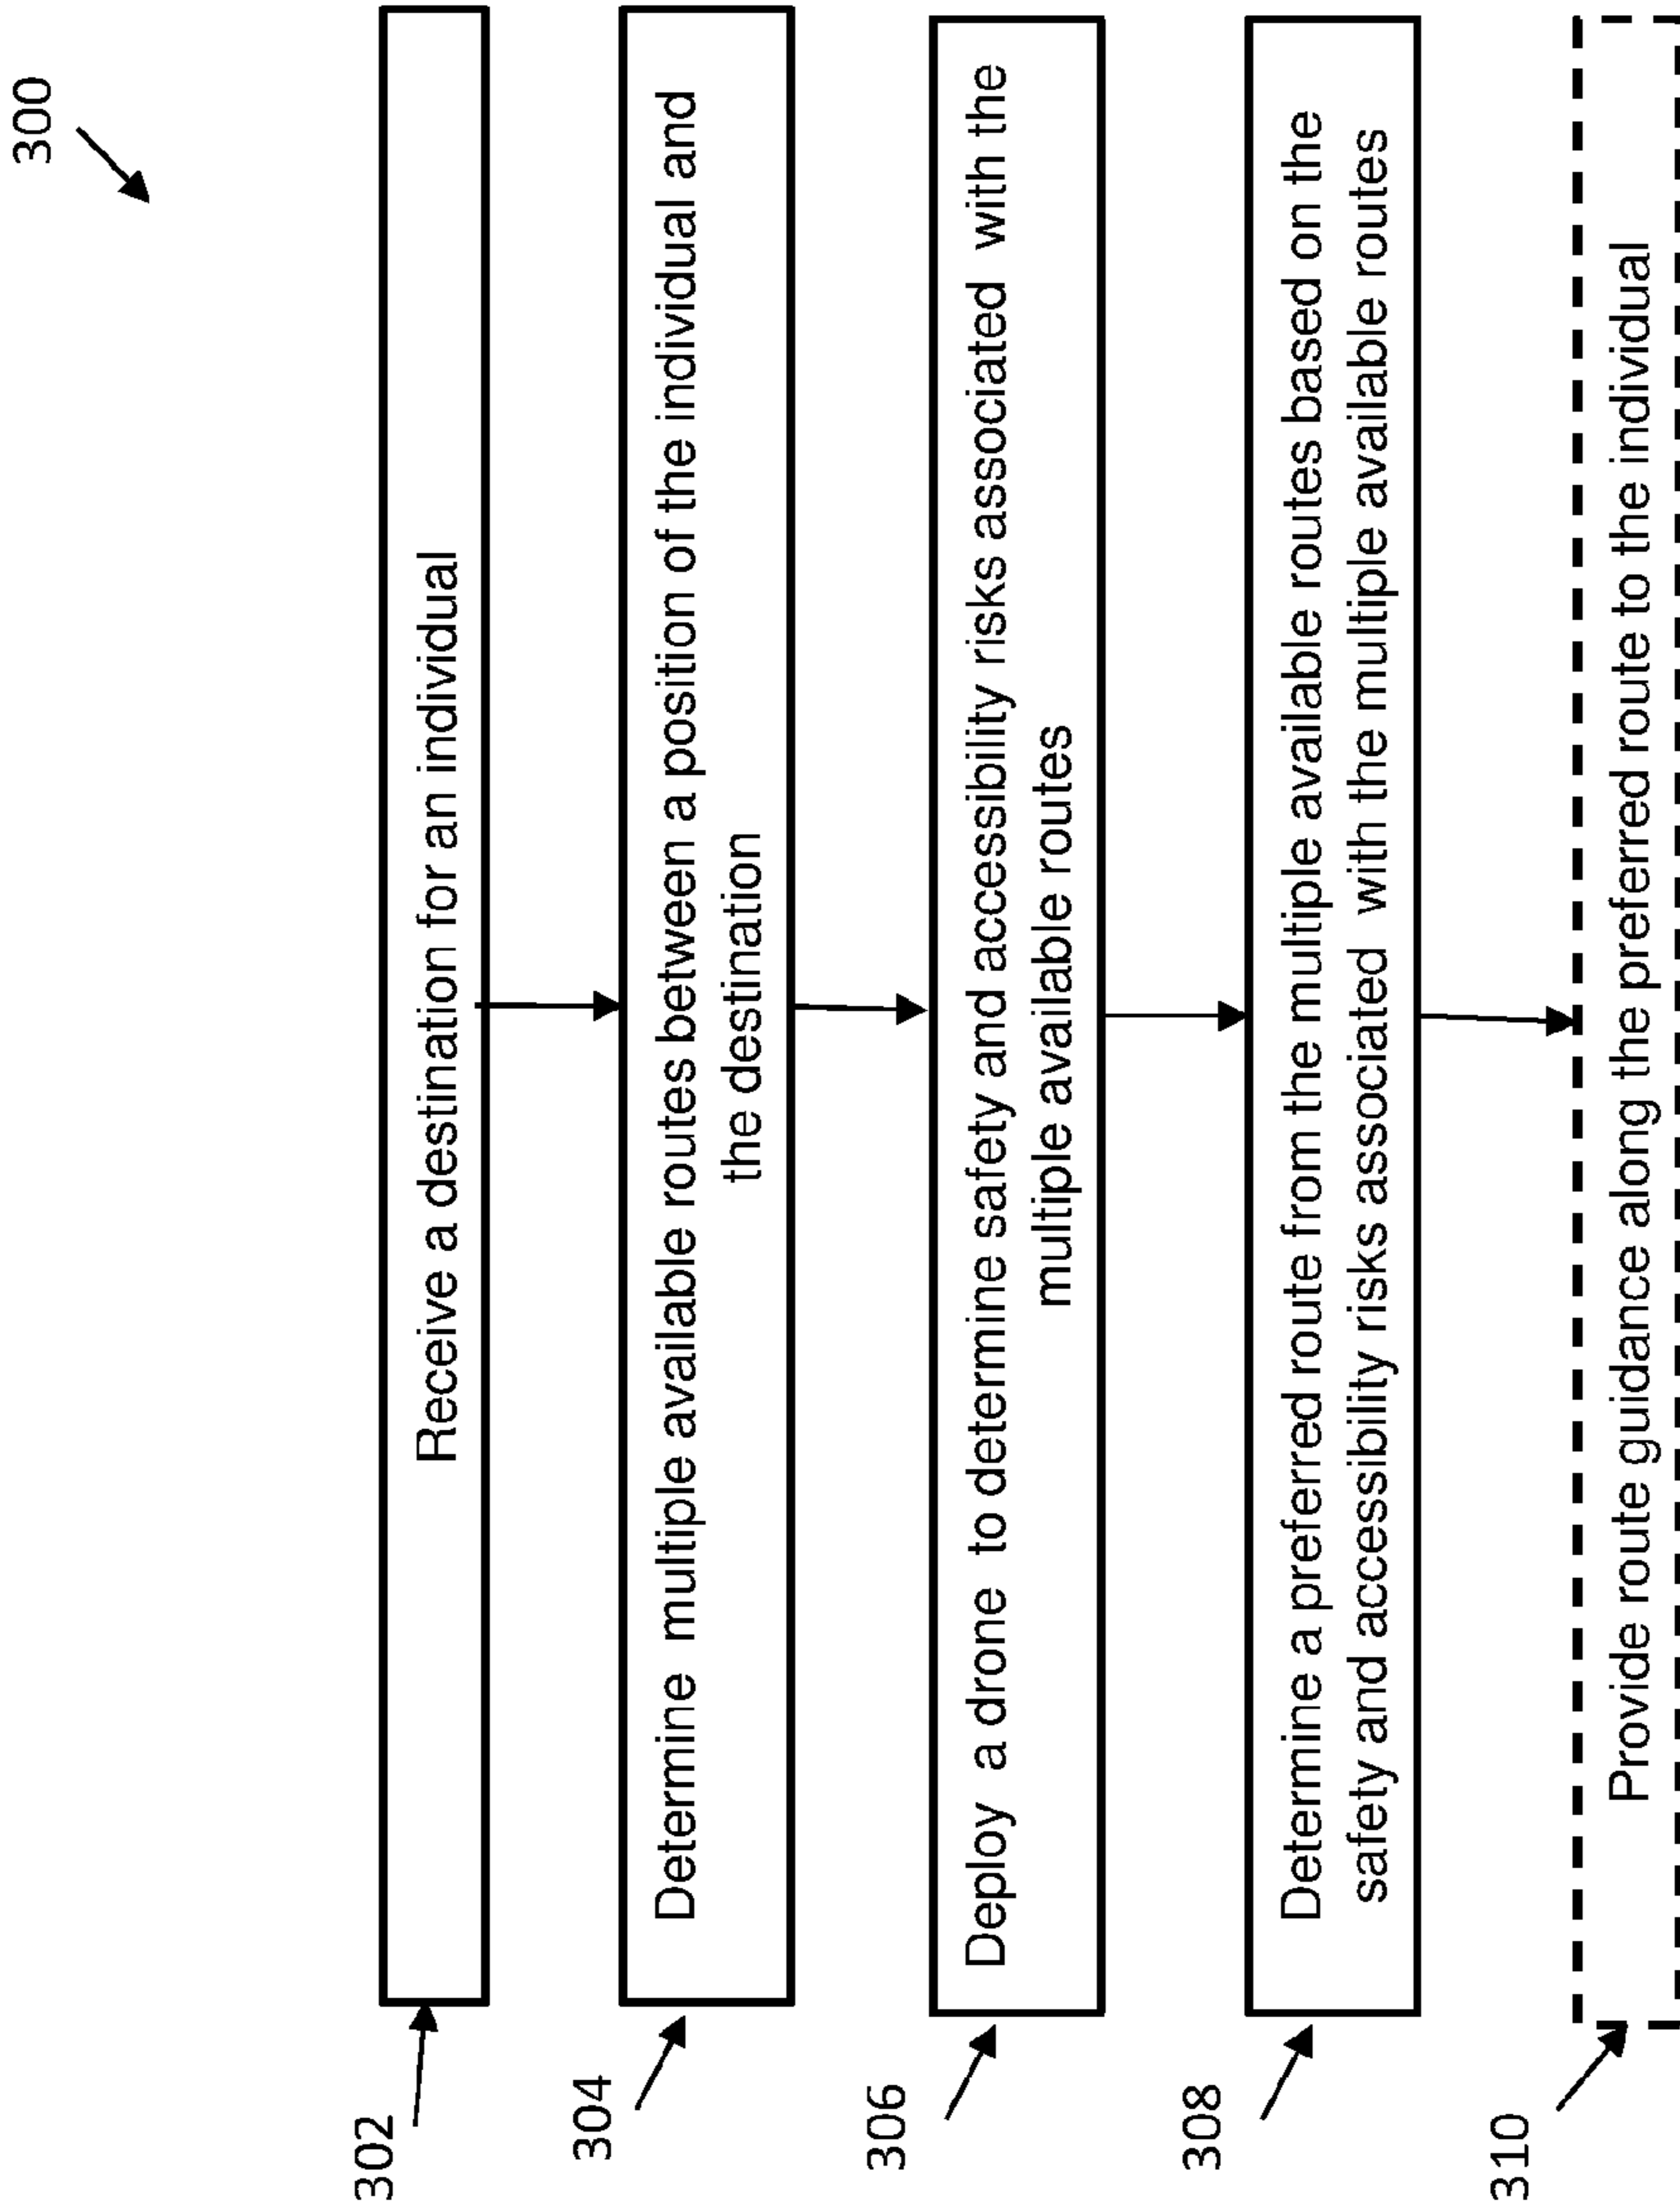 300
302
Receive a destination for an individual
304
Determine multiple available routes between a position of the individual and
the destination
306
Deploy a drone to determine safety and accessibility risks associated with the
multiple available routes
308
Determine a preferred route from the multiple available routes based on the
safety and accessibility risks associated with the multiple available routes
310
Provide route guidance along the preferred route to the individual